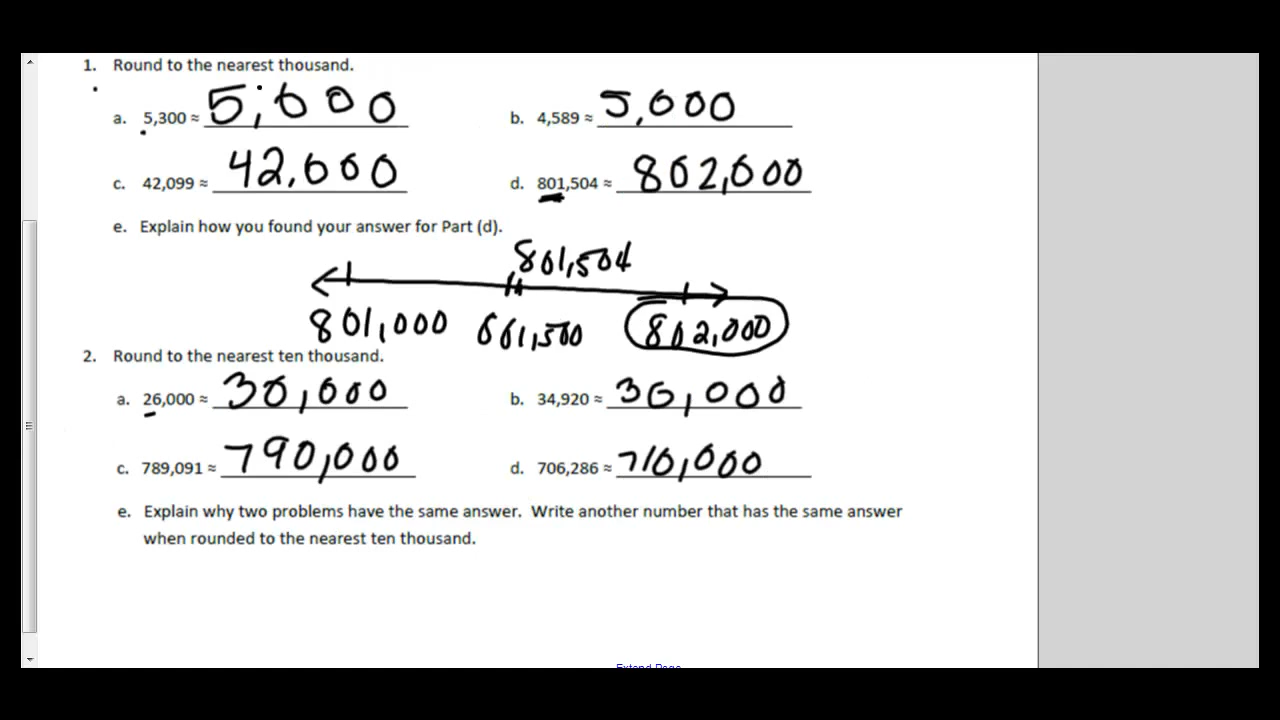 1. Round to the nearest thousand.
a. 5,300 ≈ 5,000
b. 4,589 ≈ 5,000
c. 42,099 ≈ 42,000
d. 801,504 ≈ 802,000
e. Explain how you found your answer for Part (d).
801,504
801,000 801,500 802,000
2. Round to the nearest ten thousand.
a. 26,000 ≈ 30,000
b. 34,920 ≈ 30,000
c. 789,091 ≈ 790,000
d. 706,286 ≈ 710,000
e. Explain why two problems have the same answer. Write another number that has the same answer
when rounded to the nearest ten thousand.
Extend Page